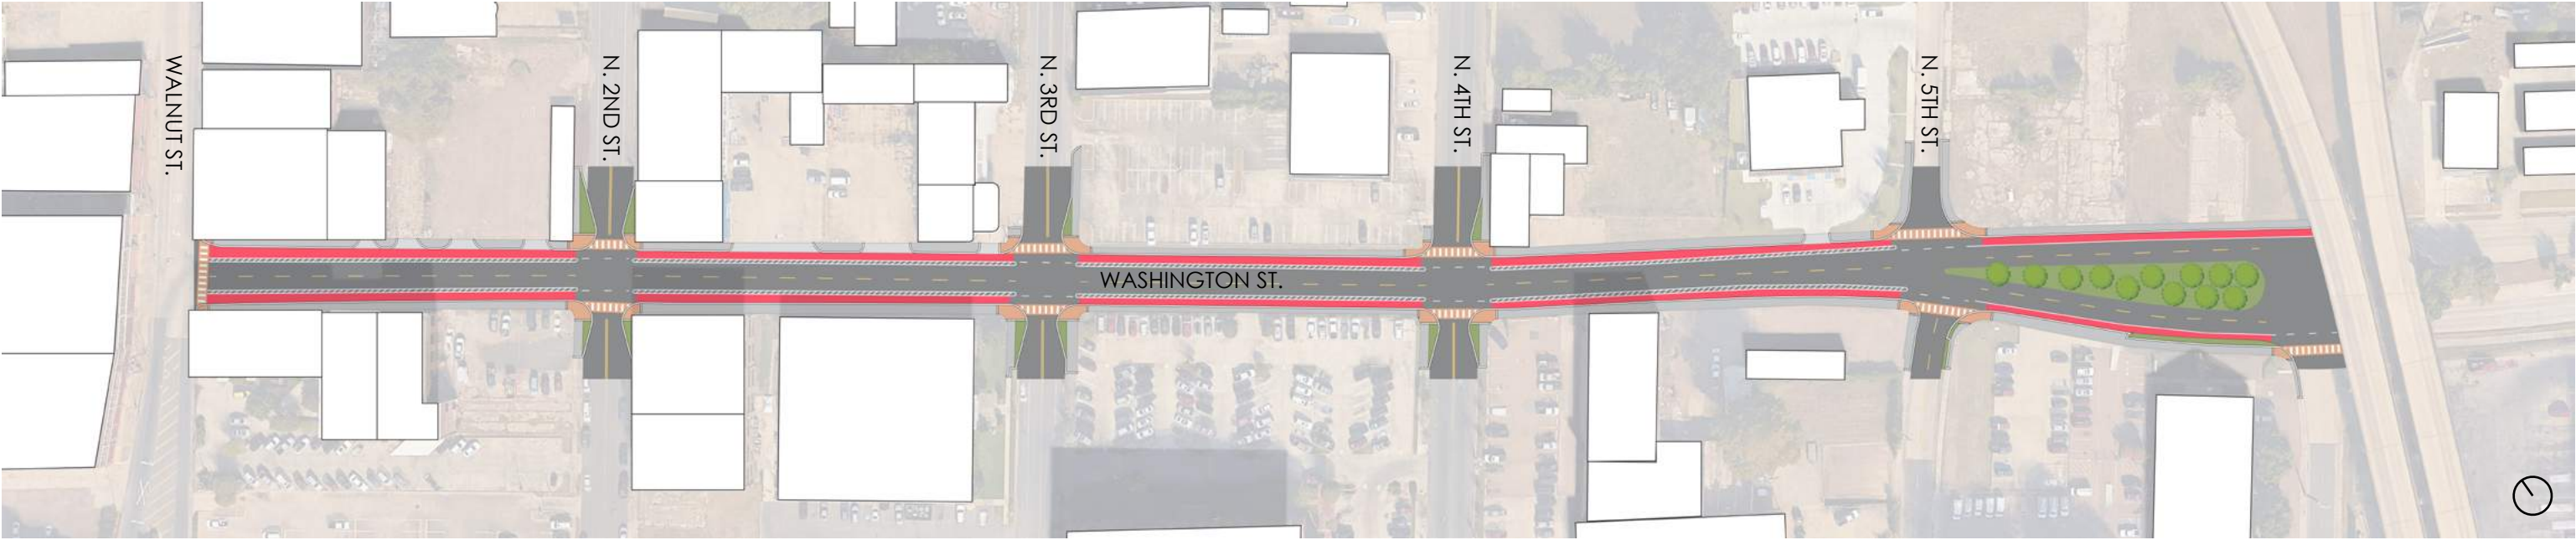 WALNUT ST.
N. 2ND ST.
N. 3RD ST.
N. 4TH ST.
N. 5TH ST.
WASHINGTON ST.